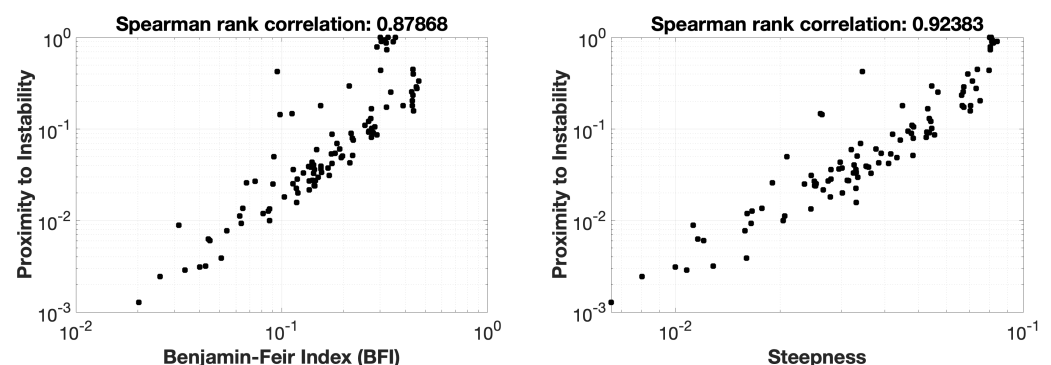 Spearman rank correlation: 0.87868
Proximity to Instability
10^0
10^-1
10^-2
10^-3
10^-2
10^-1
10^0
Benjamin-Feir Index (BFI)
Spearman rank correlation: 0.92383
Proximity to Instability
10^0
10^-1
10^-2
10^-3
10^-2
10^-1
Steepness